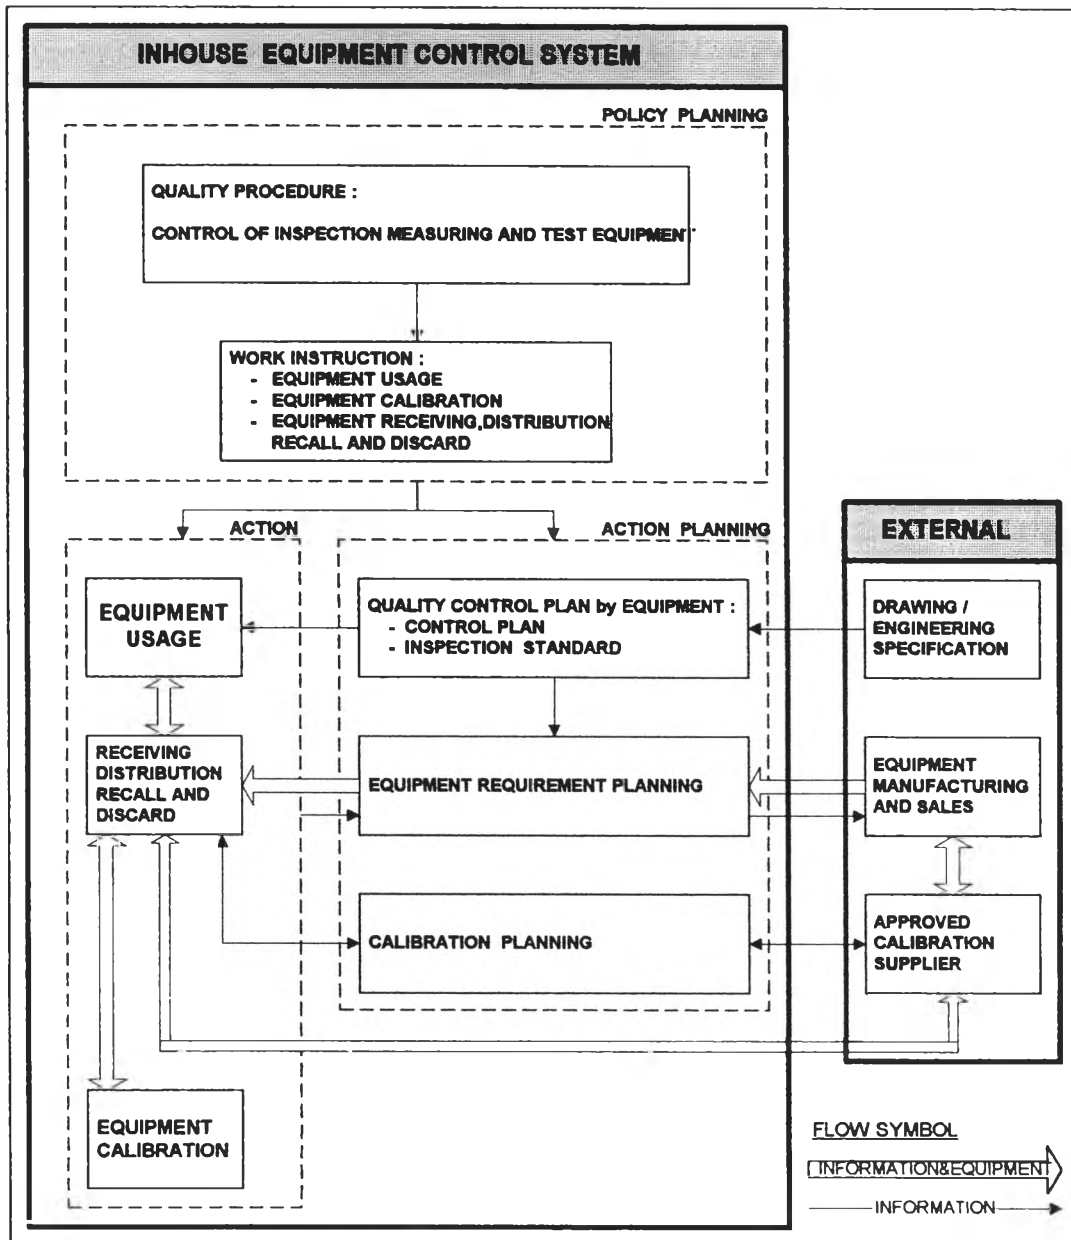 INHOUSE EQUIPMENT CONTROL SYSTEM
POLICY PLANNING
QUALITY PROCEDURE :
CONTROL OF INSPECTION MEASURING AND TEST EQUIPMENT
WORK INSTRUCTION :
- EQUIPMENT USAGE
- EQUIPMENT CALIBRATION
- EQUIPMENT RECEIVING,DISTRIBUTION
RECALL AND DISCARD
ACTION
ACTION PLANNING
EXTERNAL
EQUIPMENT
USAGE
QUALITY CONTROL PLAN by EQUIPMENT :
- CONTROL PLAN
- INSPECTION STANDARD
DRAWING /
ENGINEERING
SPECIFICATION
RECEIVING
DISTRIBUTION
RECALL AND
DISCARD
EQUIPMENT REQUIREMENT PLANNING
EQUIPMENT
MANUFACTURING
AND SALES
CALIBRATION PLANNING
APPROVED
CALIBRATION
SUPPLIER
EQUIPMENT
CALIBRATION
FLOW SYMBOL
INFORMATION&EQUIPMENT
INFORMATION